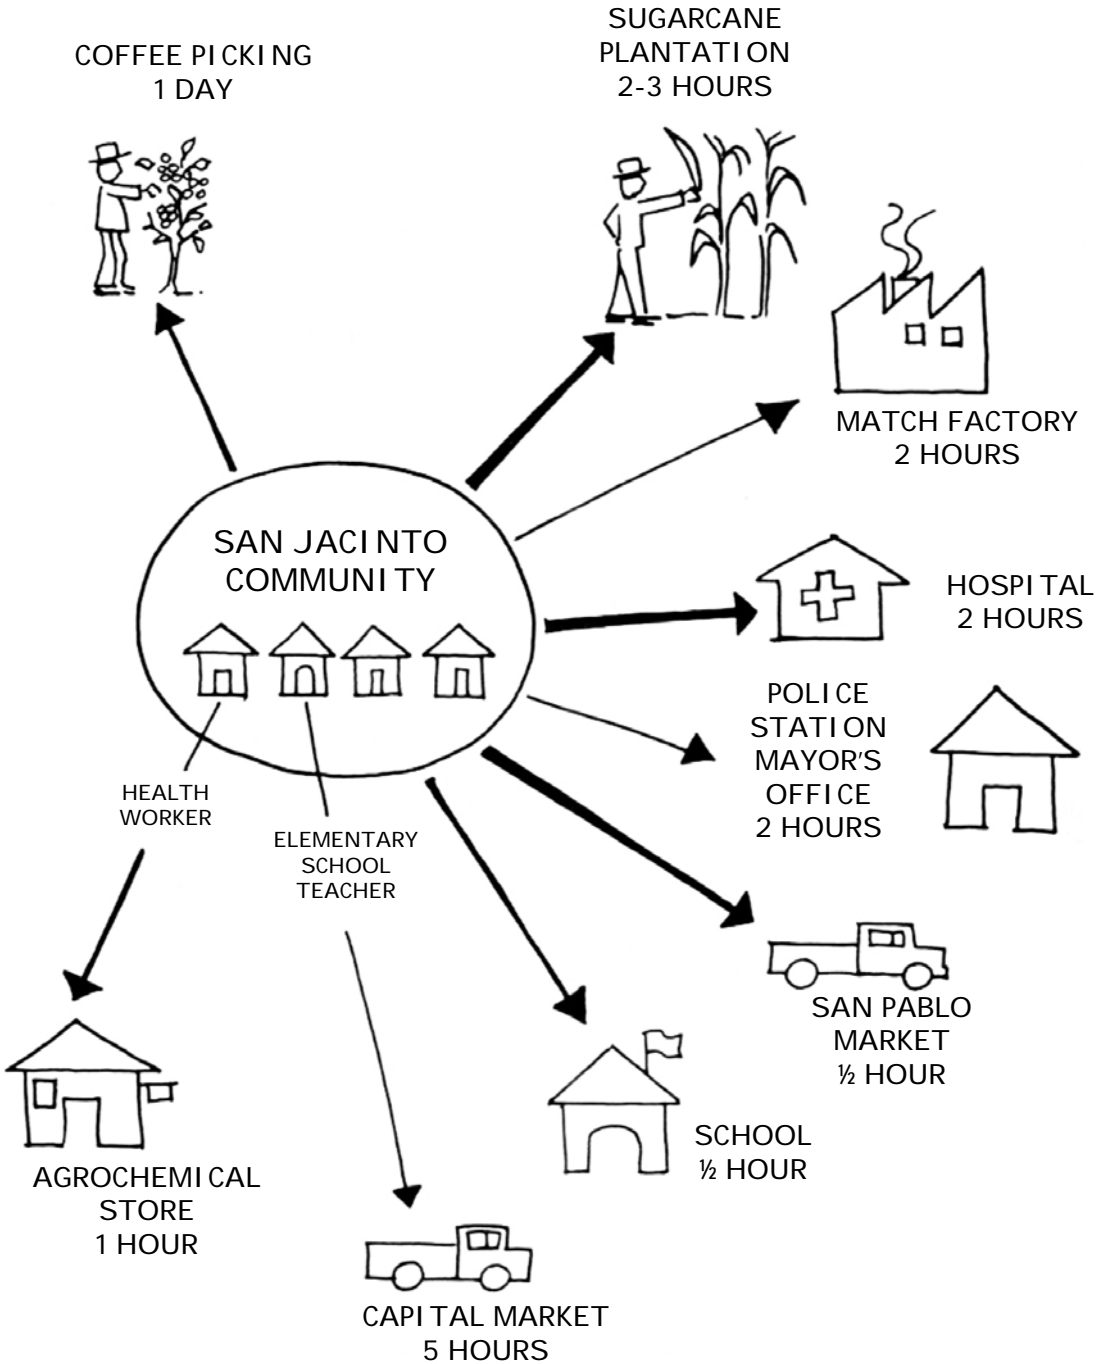 COFFEE PICKING
1 DAY
SUGARCANE
PLANTATION
2-3 HOURS
MATCH FACTORY
2 HOURS
SAN JACINTO
COMMUNITY
HOSPITAL
2 HOURS
POLICE
STATION
MAYOR'S
OFFICE
2 HOURS
HEALTH
WORKER
ELEMENTARY
SCHOOL
TEACHER
SAN PABLO
MARKET
½ HOUR
SCHOOL
½ HOUR
AGROCHEMICAL
STORE
1 HOUR
CAPITAL MARKET
5 HOURS